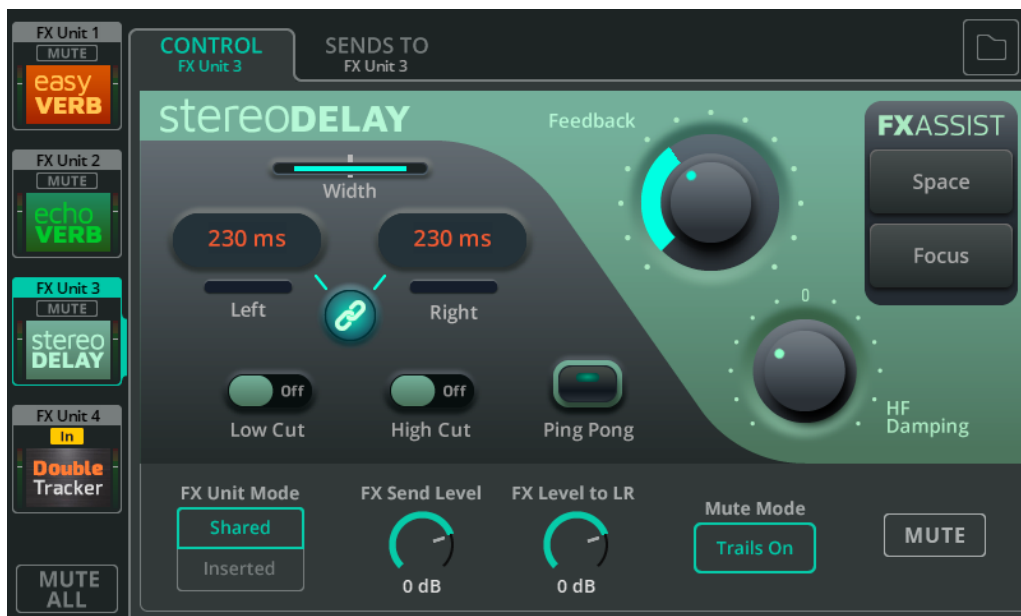 FX Unit 1
MUTE
easy
VERB
FX Unit 2
MUTE
echo
VERB
FX Unit 3
MUTE
stereo
DELAY
FX Unit 4
In
Double
Tracker
MUTE
ALL
CONTROL
FX Unit 3
SENDS TO
FX Unit 3
stereoDELAY
Width
230 ms
230 ms
Left
Right
Off
Off
Low Cut
High Cut
Ping Pong
Feedback
0
HF
Damping
FXASSIST
Space
Focus
FX Unit Mode
Shared
Inserted
FX Send Level
0 dB
FX Level to LR
0 dB
Mute Mode
Trails On
MUTE